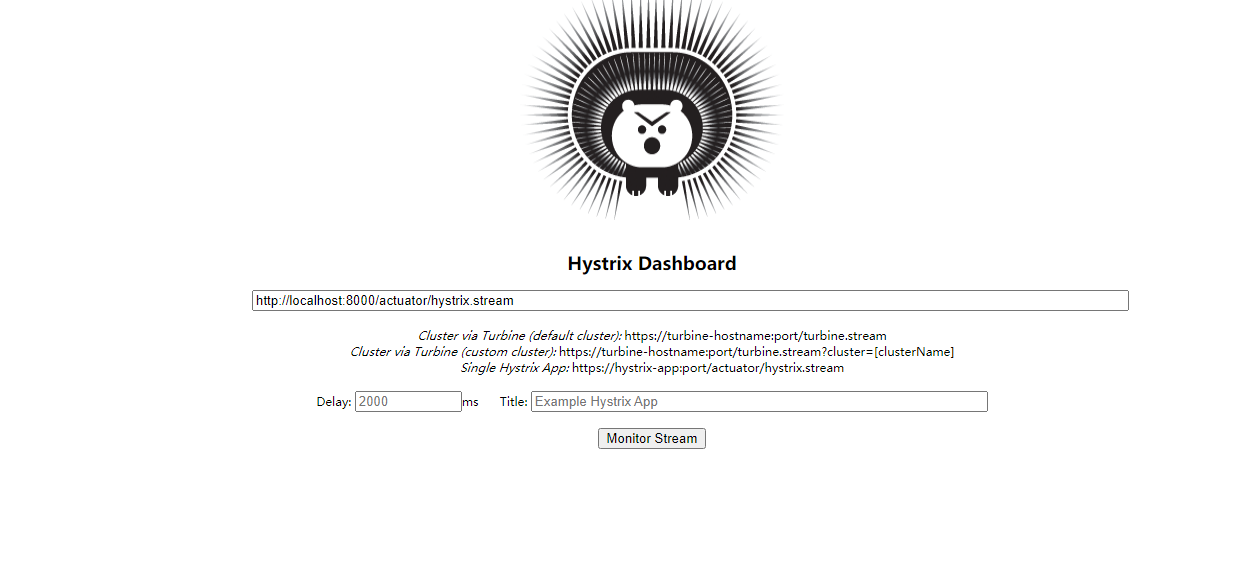 Hystrix Dashboard
http://localhost:8000/actuator/hystrix.stream
Cluster via Turbine (default cluster): https://turbine-hostname:port/turbine.stream
Cluster via Turbine (custom cluster): https://turbine-hostname:port/turbine.stream?cluster=[clusterName]
Single Hystrix App: https://hystrix-app:port/actuator/hystrix.stream
Delay: 2000 ms Title: Example Hystrix App
Monitor Stream